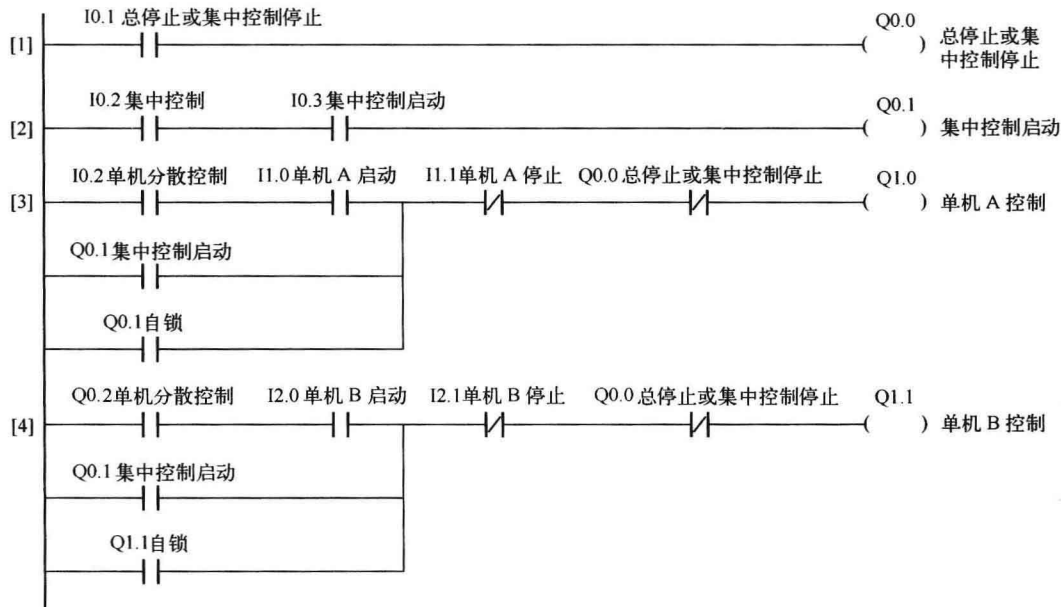 I0.1 总停止或集中控制停止
Q0.0
[1]
( )
总停止或集
中控制停止
I0.2 集中控制
I0.3 集中控制启动
Q0.1
[2]
( )
集中控制启动
I0.2 单机分散控制
I1.0 单机 A 启动
I1.1 单机 A 停止
Q0.0 总停止或集中控制停止
Q1.0
[3]
( )
单机 A 控制
Q0.1 集中控制启动
Q0.1 自锁
Q0.2 单机分散控制
I2.0 单机 B 启动
I2.1 单机 B 停止
Q0.0 总停止或集中控制停止
Q1.1
[4]
( )
单机 B 控制
Q0.1 集中控制启动
Q1.1 自锁